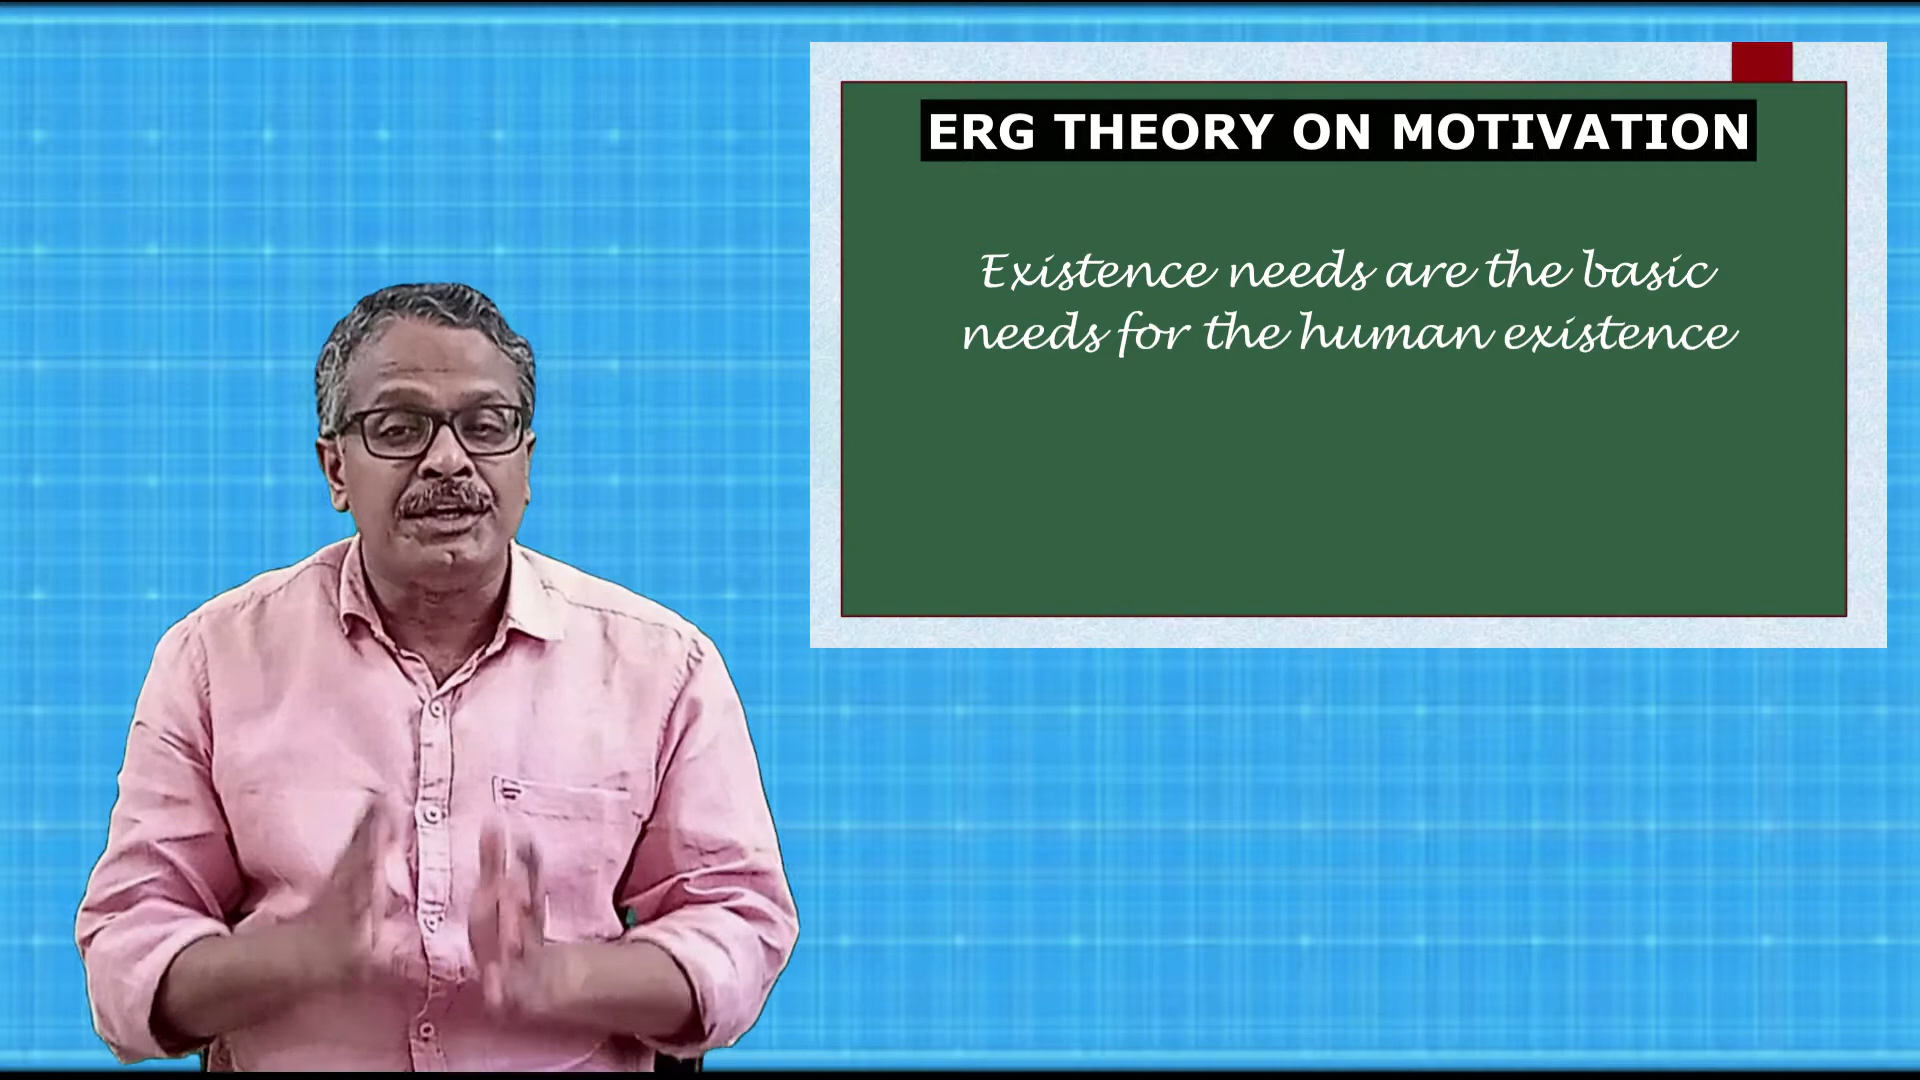 ERG THEORY ON MOTIVATION
Existence needs are the basic
needs for the human existence